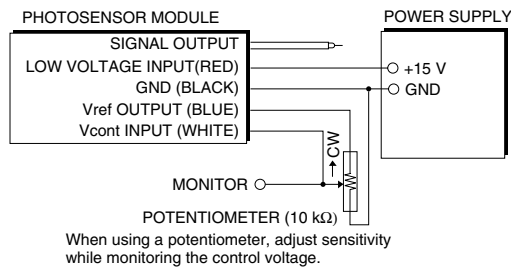 PHOTOSENSOR MODULE
POWER SUPPLY
SIGNAL OUTPUT
LOW VOLTAGE INPUT(RED)
+15 V
GND (BLACK)
GND
Vref OUTPUT (BLUE)
Vcont INPUT (WHITE)
CW
MONITOR
POTENTIOMETER (10 kΩ)
When using a potentiometer, adjust sensitivity
while monitoring the control voltage.